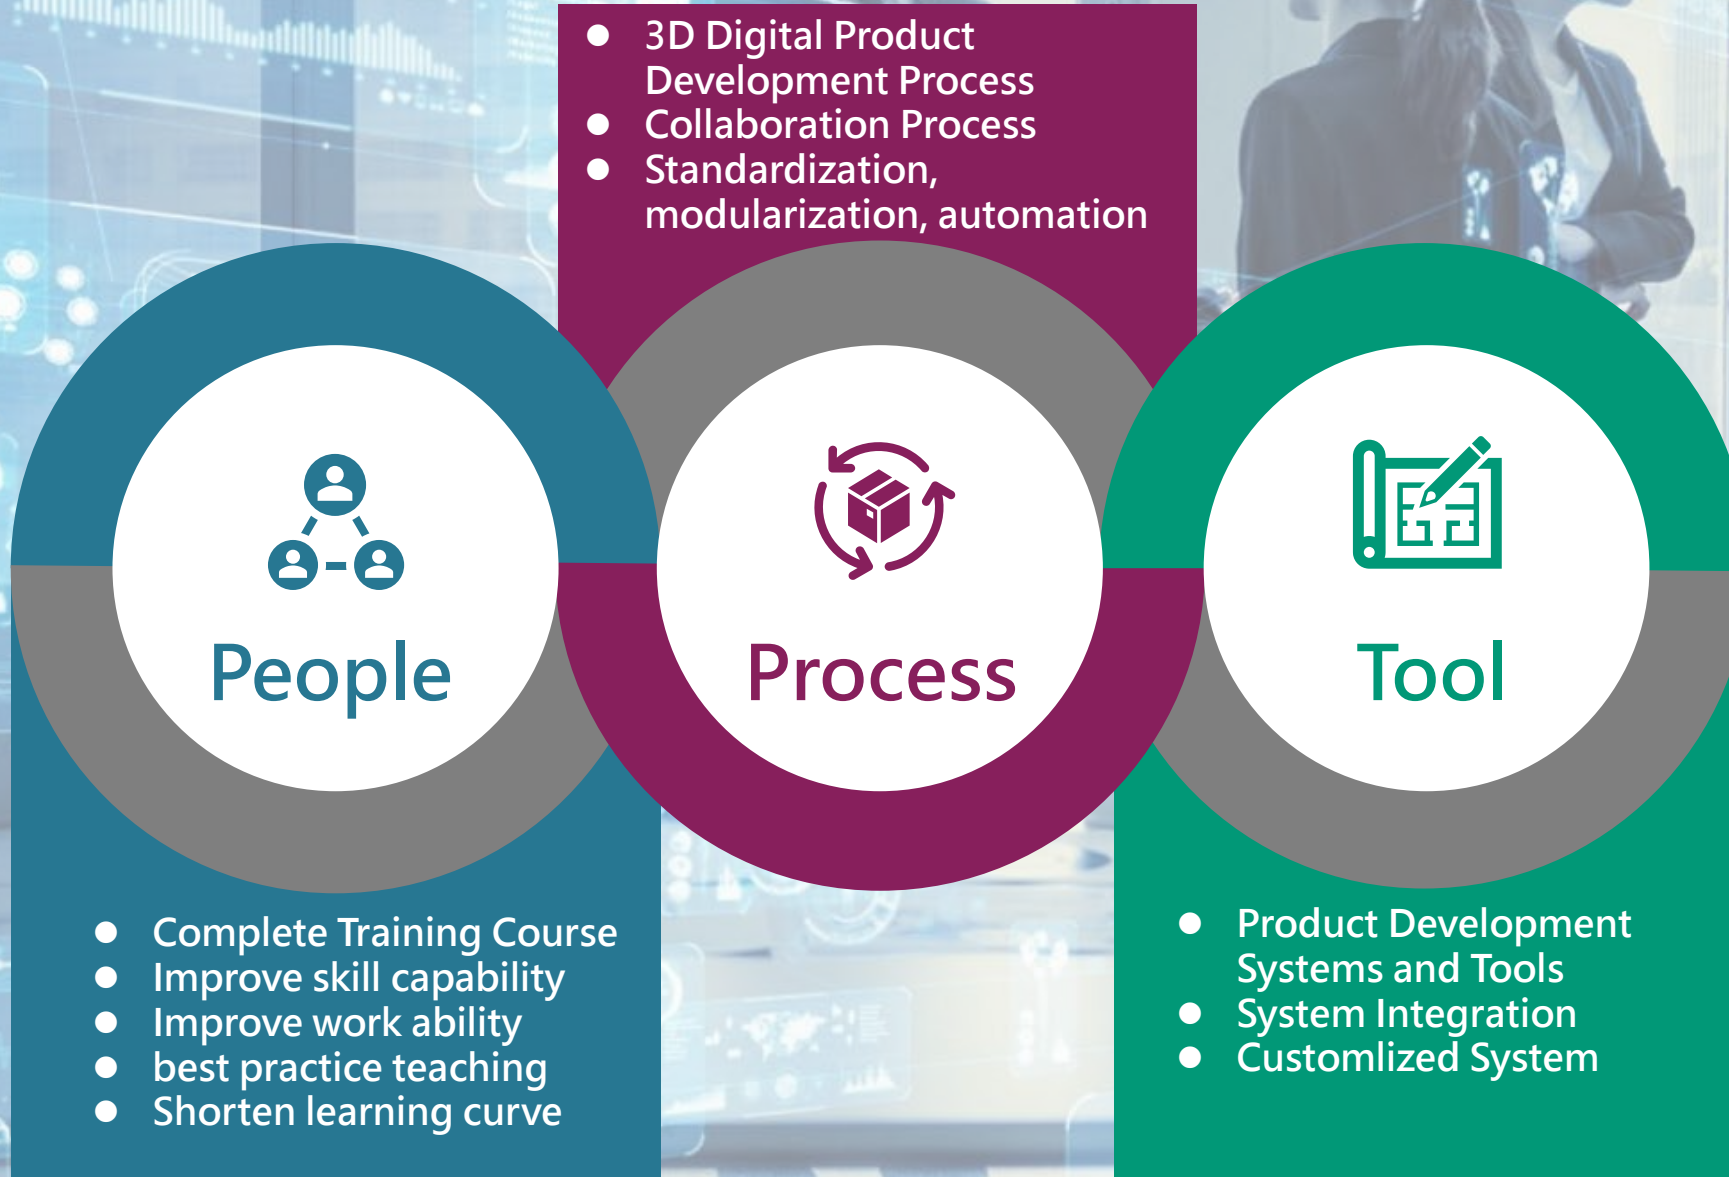 ● 3D Digital Product
Development Process
● Collaboration Process
● Standardization,
modularization, automation
People
Process
Tool
● Complete Training Course
● Improve skill capability
● Improve work ability
● best practice teaching
● Shorten learning curve
● Product Development
Systems and Tools
● System Integration
● Customlized System